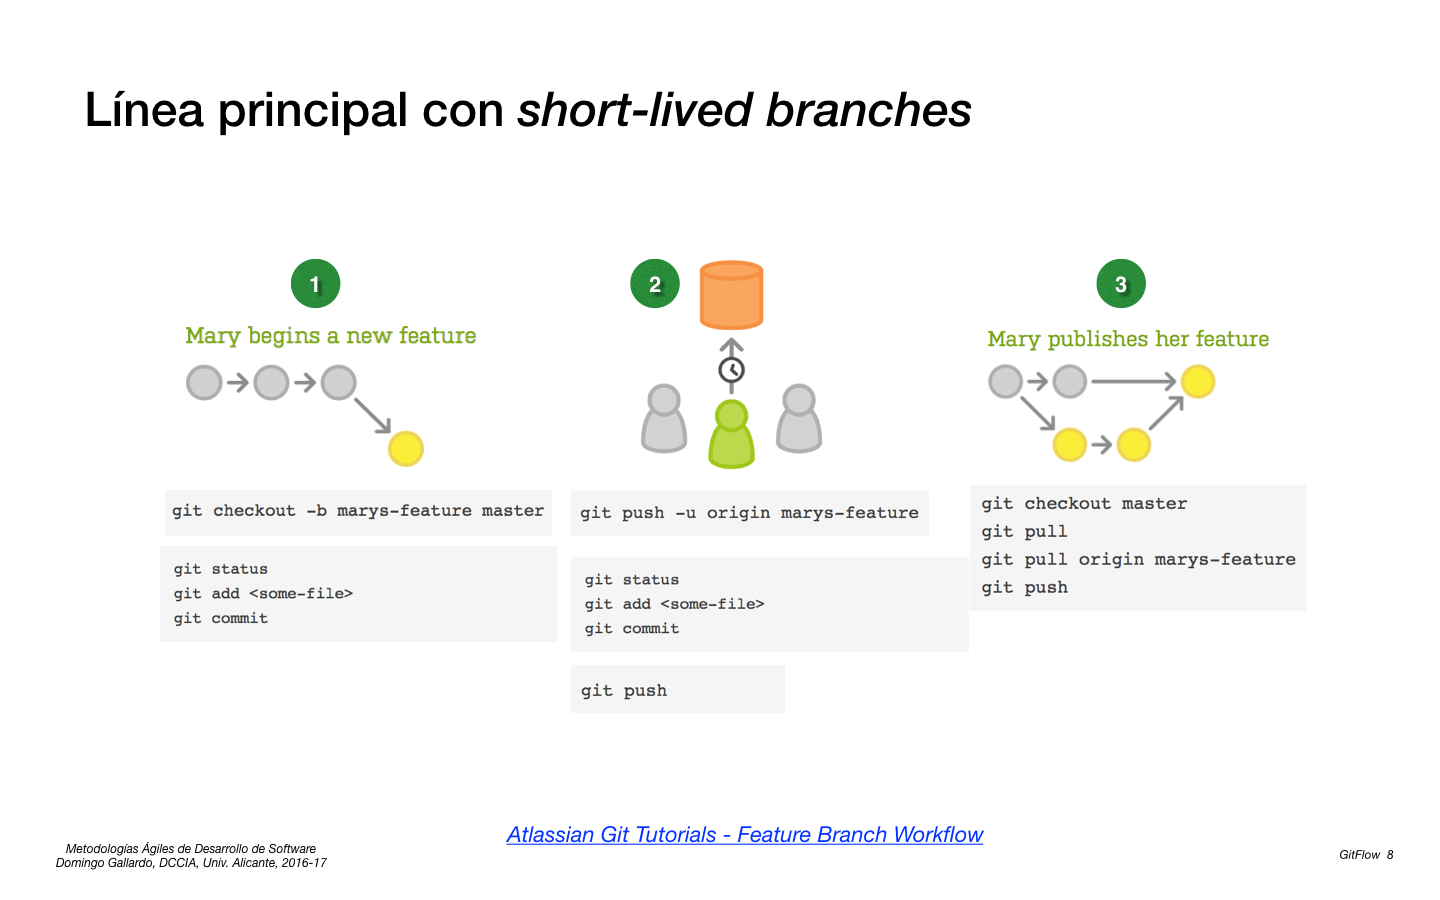 Línea principal con short-lived branches
1
Mary begins a new feature
git checkout -b marys-feature master
git status
git add <some-file>
git commit
2
git push -u origin marys-feature
git status
git add <some-file>
git commit
git push
3
Mary publishes her feature
git checkout master
git pull
git pull origin marys-feature
git push
Atlassian Git Tutorials - Feature Branch Workflow
Metodologías Ágiles de Desarrollo de Software
Domingo Gallardo, DCCIA, Univ. Alicante, 2016-17
GitFlow 8